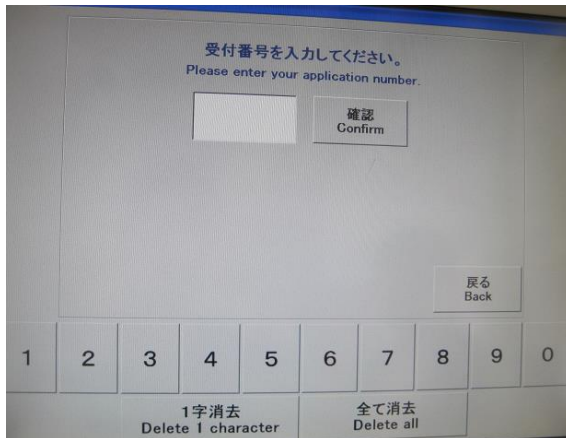 受付番号を入力してください。
Please enter your application number.
確認
Confirm
戻る
Back
1 2 3 4 5 6 7 8 9 0
1字消去
Delete 1 character
全て消去
Delete all